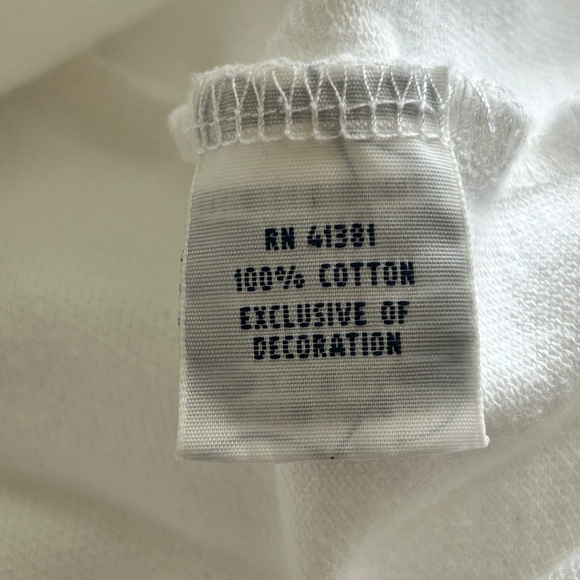 RN 41381
100% COTTON
EXCLUSIVE OF
DECORATION